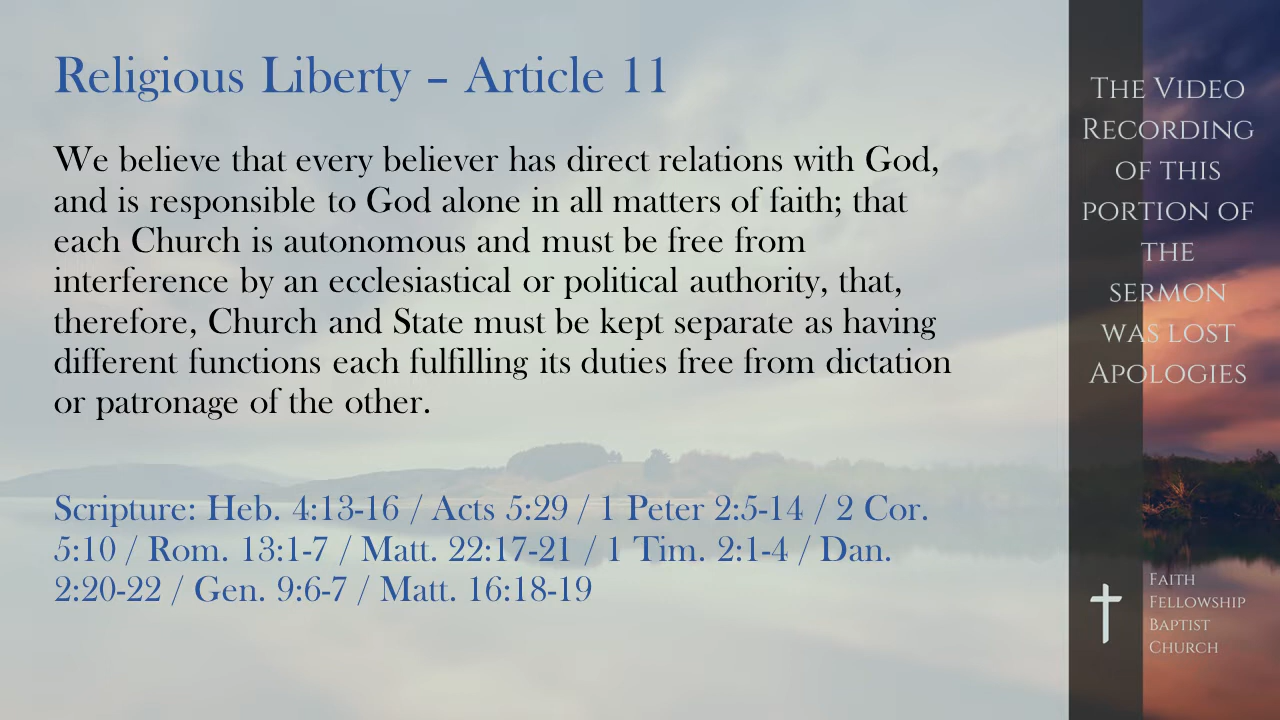 Religious Liberty – Article 11
We believe that every believer has direct relations with God,
and is responsible to God alone in all matters of faith; that
each Church is autonomous and must be free from
interference by an ecclesiastical or political authority, that,
therefore, Church and State must be kept separate as having
different functions each fulfilling its duties free from dictation
or patronage of the other.
Scripture: Heb. 4:13-16 / Acts 5:29 / 1 Peter 2:5-14 / 2 Cor.
5:10 / Rom. 13:1-7 / Matt. 22:17-21 / 1 Tim. 2:1-4 / Dan.
2:20-22 / Gen. 9:6-7 / Matt. 16:18-19
The Video
Recording
of this
portion of
the
sermon
was lost
Apologies
Faith
Fellowship
Baptist
Church